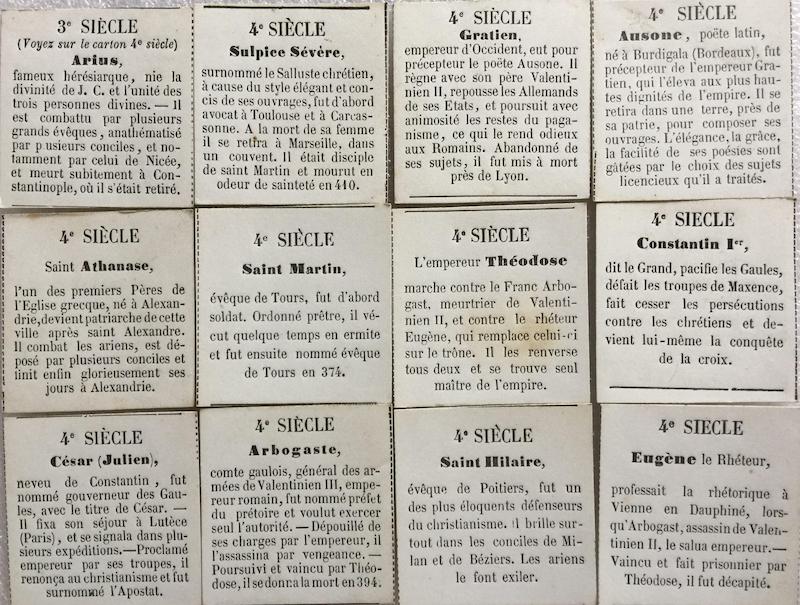 3e SIÈCLE
(Voyez sur le carton 4e siècle)
Arius,
fameux hérésiarque, nie la
divinité de J. C. et l'unité des
trois personnes divines. — Il
est combattu par plusieurs
grands évêques, anathématisé
par p usieurs conciles, et no-
tamment par celui de Nicée,
et meurt subitement à Con-
stantinople, où il s'était retiré.
4e SIÈCLE
Sulpice Sévère,
surnommé le Salluste chrétien,
à cause du style élégant et con-
cis de ses ouvrages, fut d'abord
avocat à Toulouse et à Carcas-
sonne. A la mort de sa femme
il se retira à Marseille, dans
un couvent. Il était disciple
de saint Martin et mourut en
odeur de sainteté en 410.
4e SIÈCLE
Gratien,
empereur d'Occident, eut pour
précepteur le poëte Ausone. Il
règne avec son père Valenti-
nien II, repousse les Allemands
de ses Etats, et poursuit avec
animosité les restes du paga-
nisme, ce qui le rend odieux
aux Romains. Abandonné de
ses sujets, il fut mis à mort
près de Lyon.
4e SIÈCLE
Ausone, poëte latin,
né à Burdigala (Bordeaux), fut
précepteur de l'empereur Gra-
tien, qui l'éleva aux plus hau-
tes dignités de l'empire. Il se
retira dans une terre, près de
sa patrie, pour composer ses
ouvrages. L'élégance, la grâce,
la facilité de ses poésies sont
gâtées par le choix des sujets
licencieux qu'il a traités.
4e SIÈCLE
Saint Athanase,
l'un des premiers Pères de
l'Eglise grecque, né à Alexan-
drie, devient patriarche de cette
ville après saint Alexandre.
Il combat les ariens, est dé-
posé par plusieurs conciles et
finit enfin glorieusement ses
jours à Alexandrie.
4e SIÈCLE
Saint Martin,
évêque de Tours, fut d'abord
soldat. Ordonné prêtre, il vé-
cut quelque temps en ermite
et fut ensuite nommé évêque
de Tours en 374.
4e SIÈCLE
L'empereur Théodose
marche contre le Franc Arbo-
gast, meurtrier de Valenti-
nien II, et contre le rhéteur
Eugène, qui remplace celui-ci
sur le trône. Il les renverse
tous deux et se trouve seul
maître de l'empire.
4e SIECLE
Constantin Ier,
dit le Grand, pacifie les Gaules,
défait les troupes de Maxence,
fait cesser les persécutions
contre les chrétiens et de-
vient lui-même la conquête
de la croix.
4e SIÈCLE
César (Julien),
neveu de Constantin, fut
nommé gouverneur des Gau-
les, avec le titre de César. —
Il fixa son séjour à Lutèce
(Paris), et se signala dans plu-
sieurs expéditions.—Proclamé
empereur par ses troupes, il
renonça au christianisme et fut
surnommé l'Apostat.
4e SIÈCLE
Arbogaste,
comte gaulois, général des ar-
mées de Valentinien III, empe-
reur romain, fut nommé préfet
du prétoire et voulut exercer
seul l'autorité. — Dépouillé de
ses charges par l'empereur, il
l'assassina par vengeance. —
Poursuivi et vaincu par Théo-
dose, il se donna la mort en 394.
4e SIÈCLE
Saint Hilaire,
évêque de Poitiers, fut un
des plus éloquents défenseurs
du christianisme. Il brille sur-
tout dans les conciles de Mi-
lan et de Béziers. Les ariens
le font exiler.
4e SIECLE
Eugène le Rhéteur,
professait la rhétorique à
Vienne en Dauphiné, lors-
qu'Arbogast, assassin de Valen-
tinien II, le salua empereur.—
Vaincu et fait prisonnier par
Théodose, il fut décapité.